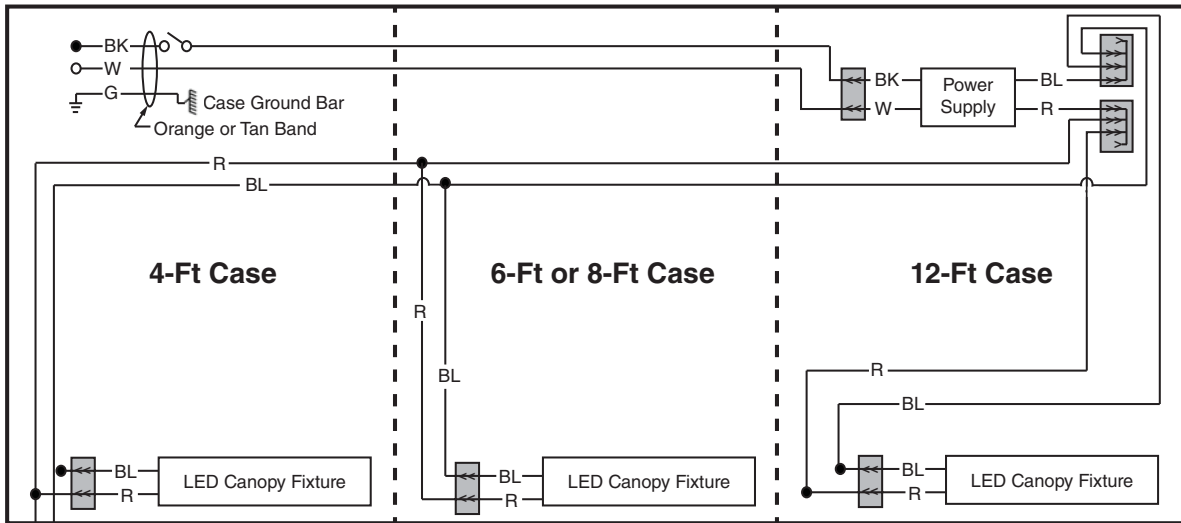 BK
W
G
Case Ground Bar
Orange or Tan Band
BK
W
Power
Supply
BL
R
R
BL
4-Ft Case
6-Ft or 8-Ft Case
12-Ft Case
R
BL
R
BL
BL
R
LED Canopy Fixture
BL
R
LED Canopy Fixture
BL
R
LED Canopy Fixture